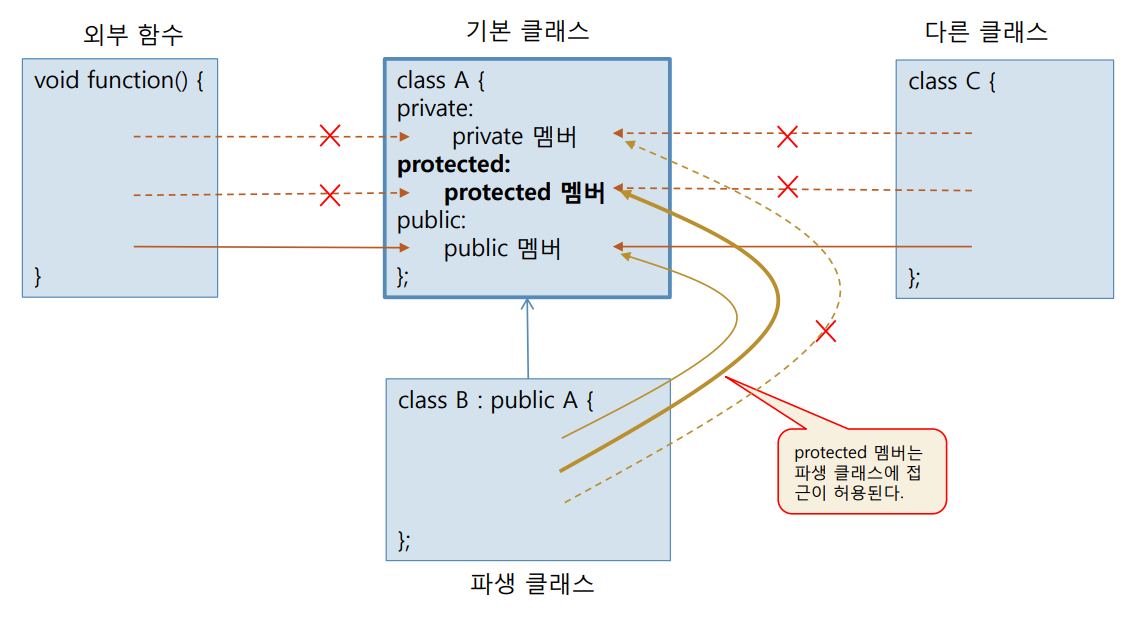 외부 함수
기본 클래스
다른 클래스
void function() {
}
class A {
private:
private 멤버
protected:
protected 멤버
public:
public 멤버
};
class C {
};
class B : public A {
};
파생 클래스
protected 멤버는
파생 클래스에 접
근이 허용된다.